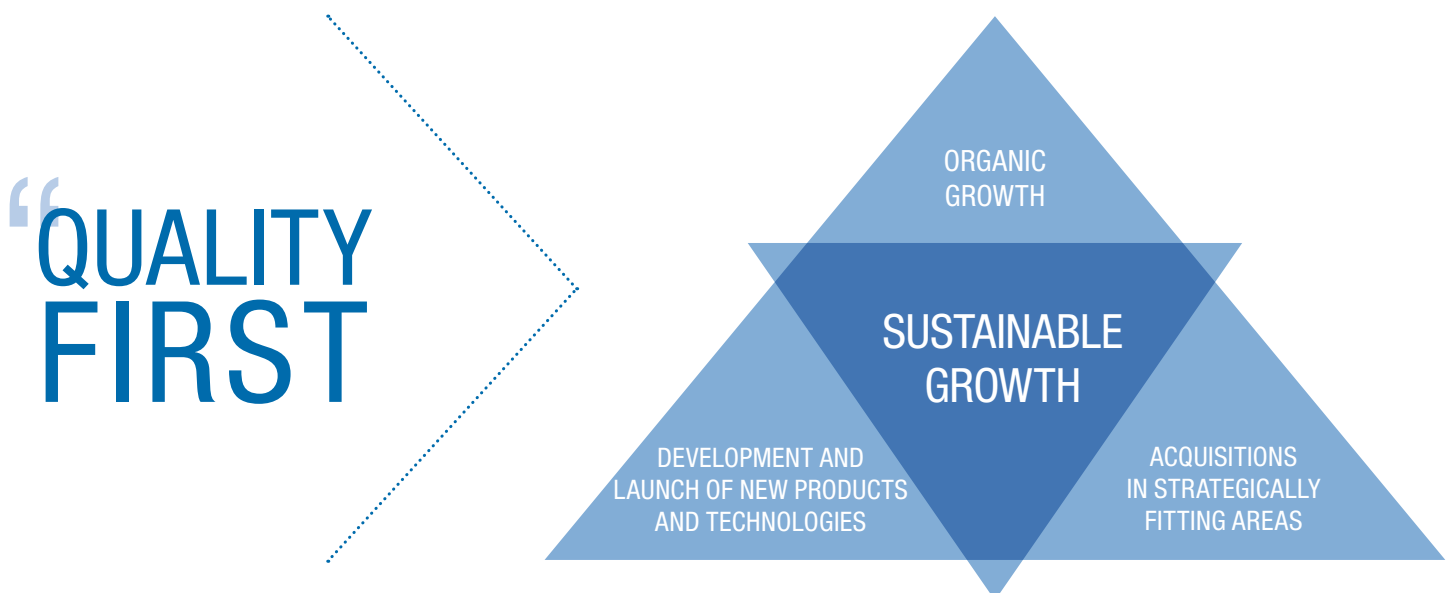 “QUALITY
FIRST
ORGANIC
GROWTH
SUSTAINABLE
GROWTH
DEVELOPMENT AND
LAUNCH OF NEW PRODUCTS
AND TECHNOLOGIES
ACQUISITIONS
IN STRATEGICALLY
FITTING AREAS